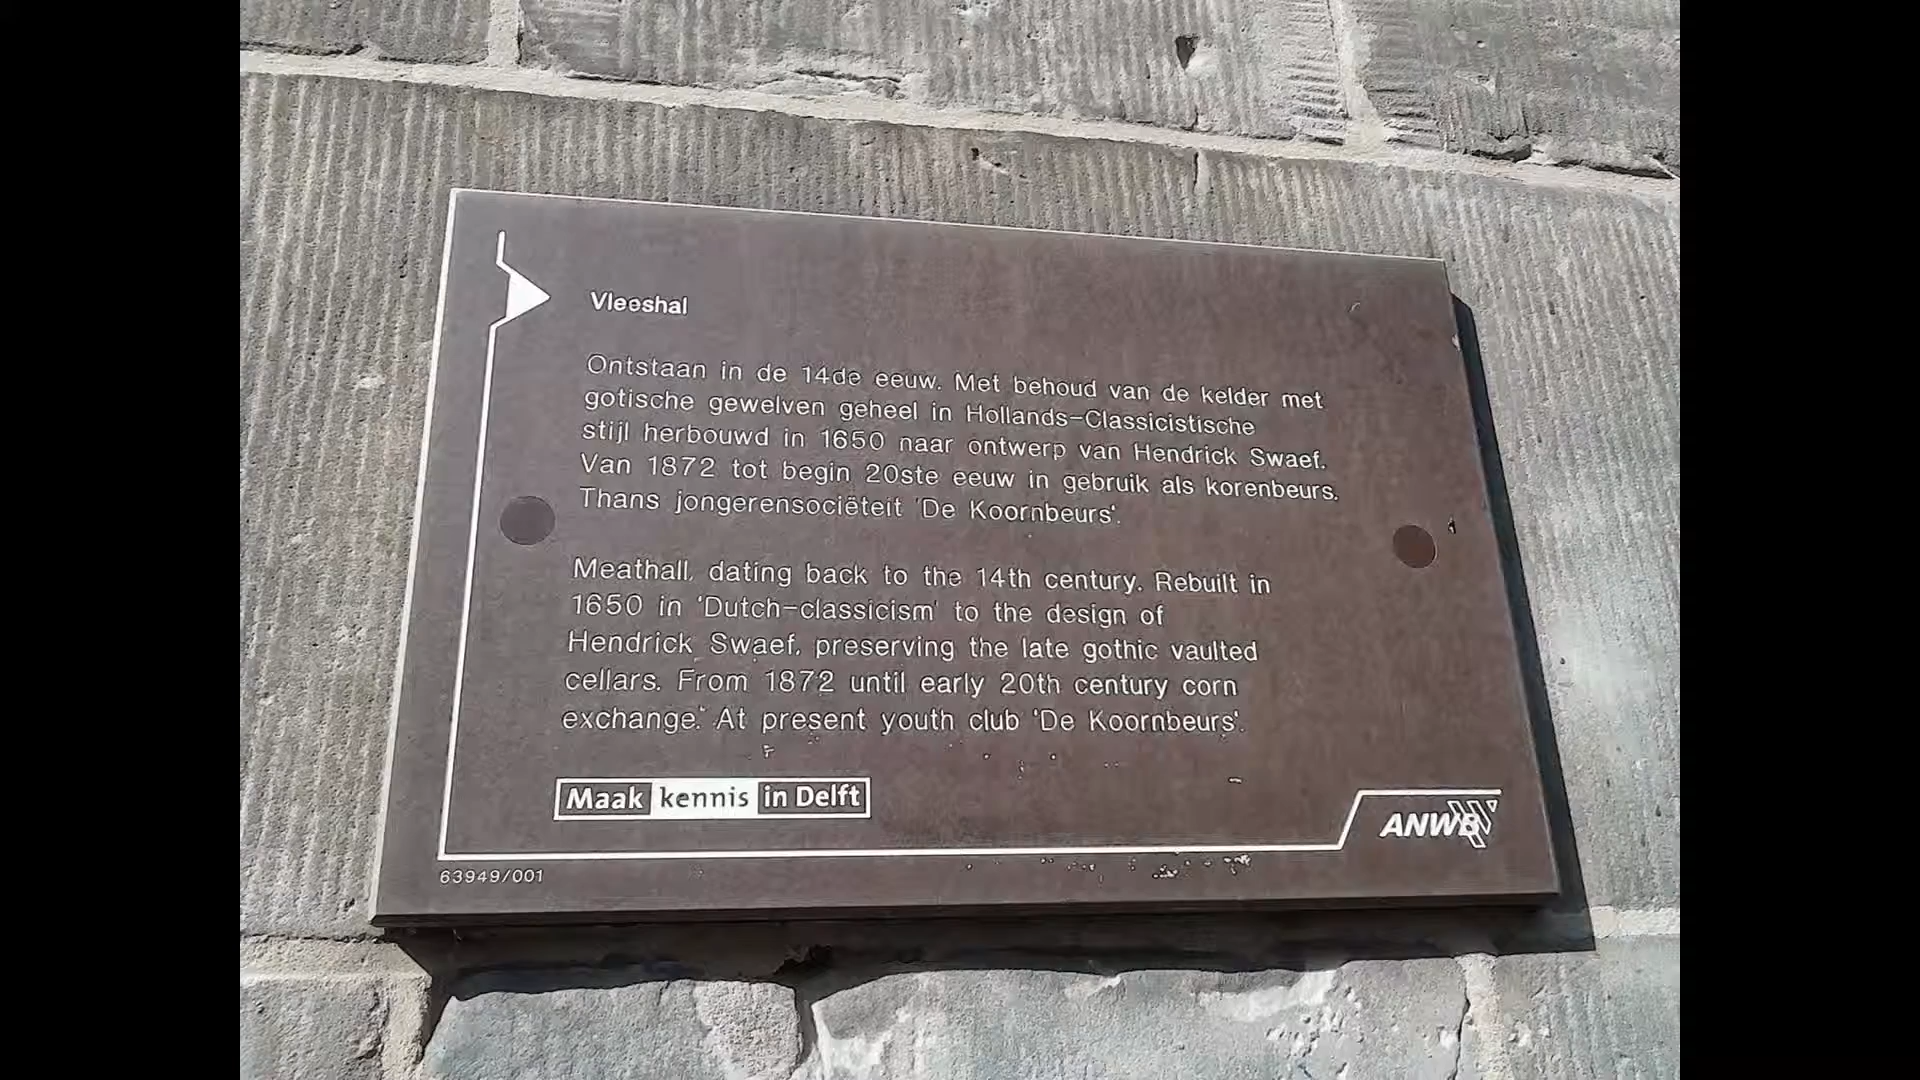 Vleeshal
Ontstaan in de 14de eeuw. Met behoud van de kelder met
gotische gewelven geheel in Hollands-Classicistische
stijl herbouwd in 1650 naar ontwerp van Hendrick Swaef.
Van 1872 tot begin 20ste eeuw in gebruik als korenbeurs.
Thans jongerensociëteit 'De Koornbeurs'.
Meathall, dating back to the 14th century. Rebuilt in
1650 in 'Dutch-classicism' to the design of
Hendrick Swaef, preserving the late gothic vaulted
cellars. From 1872 until early 20th century corn
exchange. At present youth club 'De Koornbeurs'.
Maak kennis in Delft
ANWB
63949/001